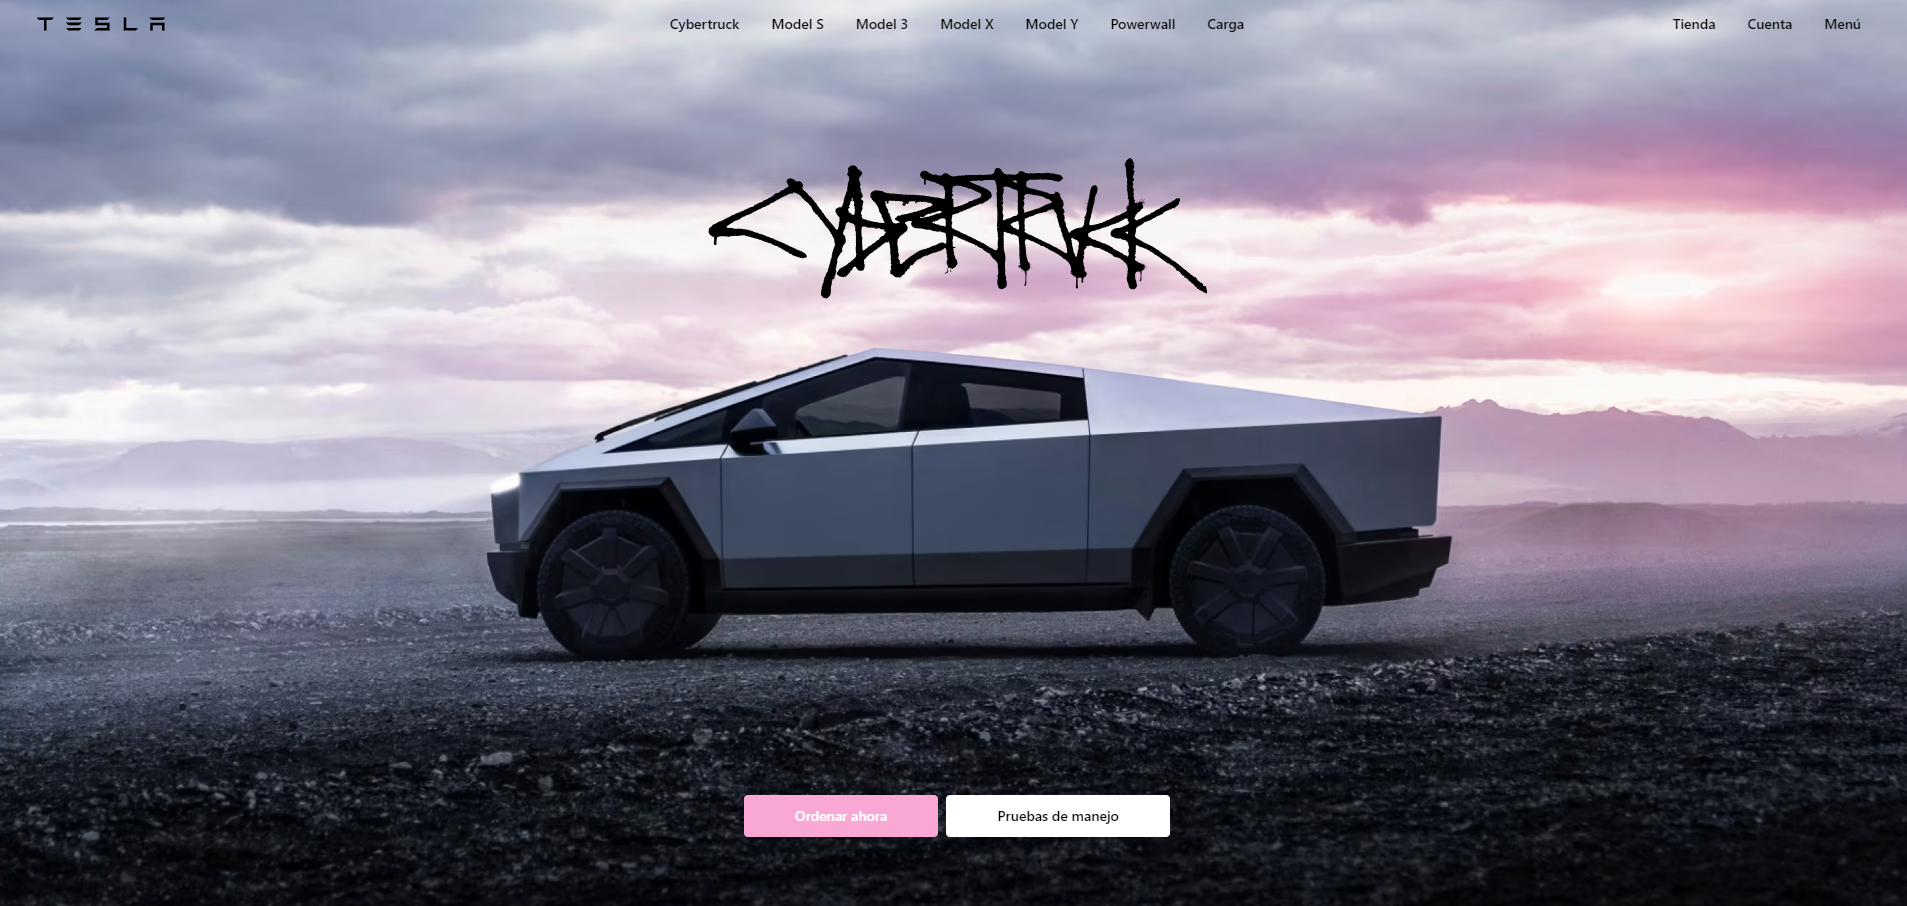 TESLA
Cybertruck Model S Model 3 Model X Model Y Powerwall Carga
Tienda Cuenta Menú
CYBERTRUCK
Ordenar ahora Pruebas de manejo